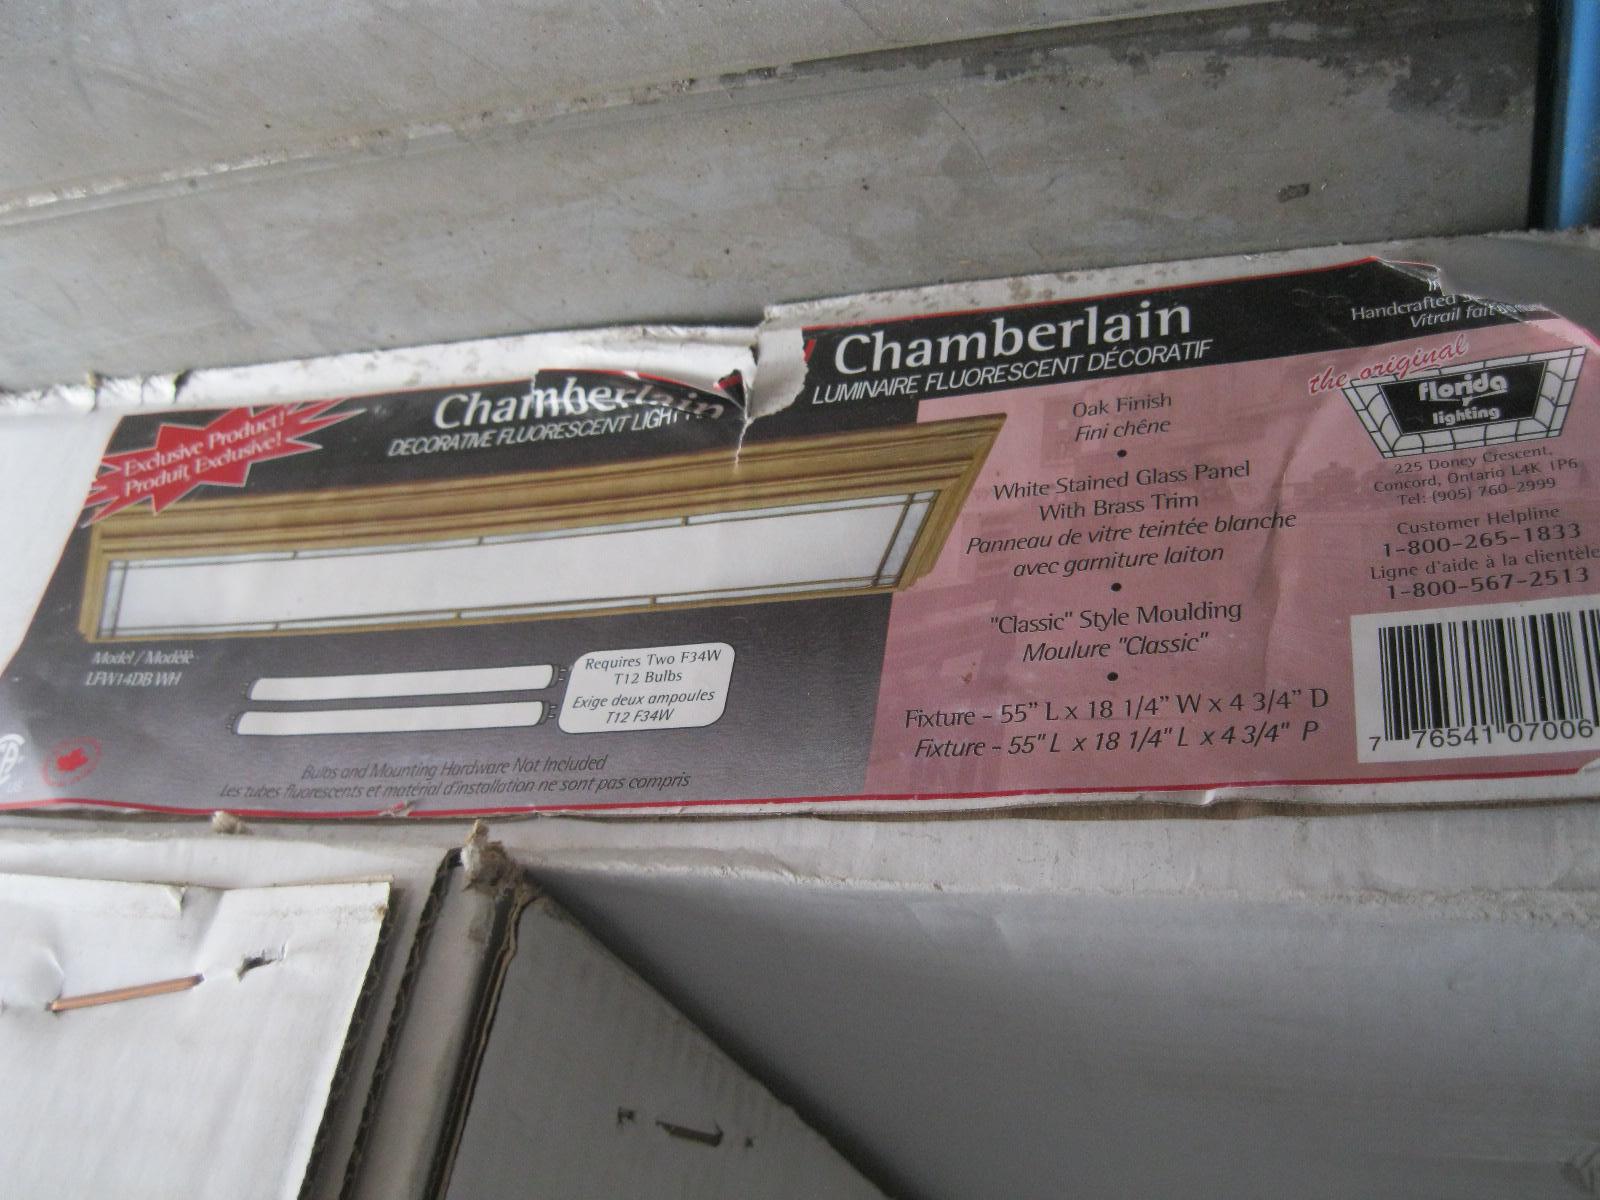 Exclusive Product!
Produit Exclusive!
Chamberlain
DECORATIVE FLUORESCENT LIGHT
Model / Modèle
LFW14DB WH
Requires Two F34W
T12 Bulbs
Exige deux ampoules
T12 F34W
Bulbs and Mounting Hardware Not Included
Les tubes fluorescents et matérial d'installation ne sont pas compris
Chamberlain
LUMINAIRE FLUORESCENT DÉCORATIF
Oak Finish
Fini chêne
•
White Stained Glass Panel
With Brass Trim
Panneau de vitre teintée blanche
avec garniture laiton
•
"Classic" Style Moulding
Moulure "Classic"
•
Fixture - 55" L x 18 1/4" W x 4 3/4" D
Fixture - 55" L x 18 1/4" L x 4 3/4" P
Handcrafted
Vitrail fait
the original
florida
lighting
225 Doney Crescent,
Concord, Ontario L4K 1P6
Tel: (905) 760-2999
Customer Helpline
1-800-265-1833
Ligne d'aide à la clientèle
1-800-567-2513
7 76541 07006